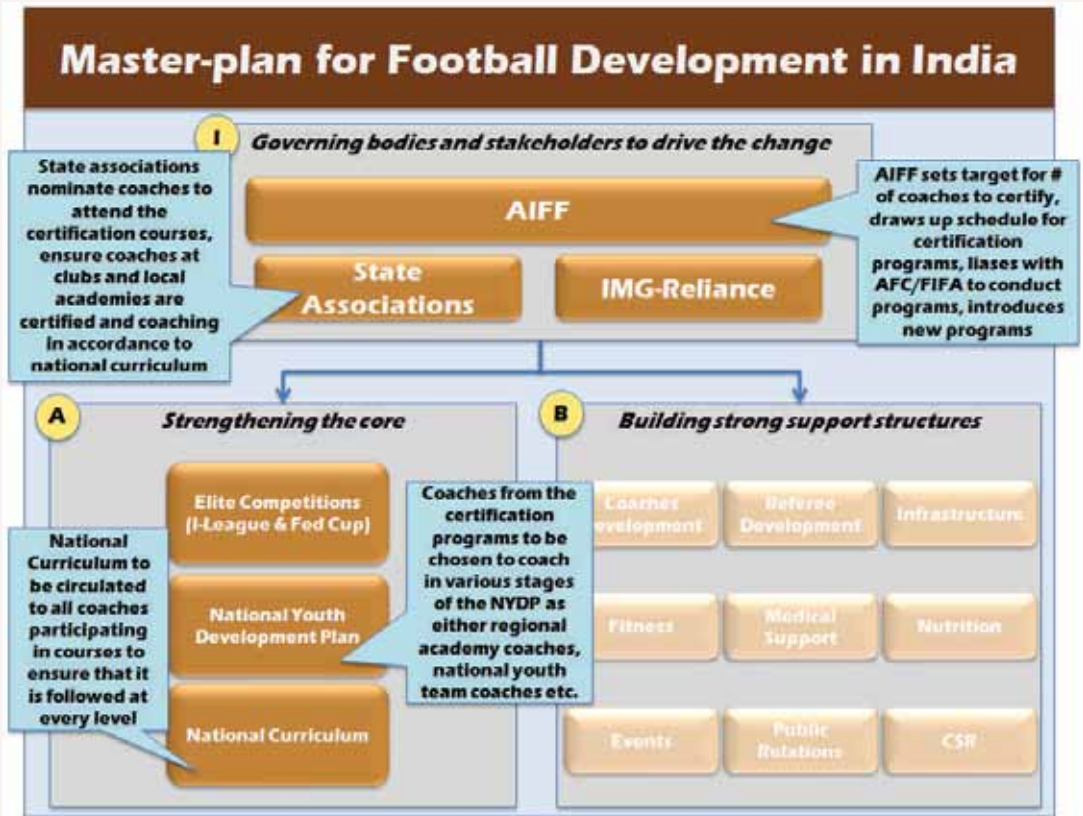 Master-plan for Football Development in India
I
Governing bodies and stakeholders to drive the change
State associations
nominate coaches to
attend the
certification courses,
ensure coaches at
clubs and local
academies are
certified and coaching
in accordance to
national curriculum
AIFF
State
Associations
IMG-Reliance
AIFF sets target for #
of coaches to certify,
draws up schedule for
certification
programs, liases with
AFC/FIFA to conduct
programs, introduces
new programs
A
Strengthening the core
Elite Competitions
(I-League & Fed Cup)
National Youth
Development Plan
National Curriculum
National
Curriculum to
be circulated
to all coaches
participating
in courses to
ensure that it
is followed at
every level
Coaches from the
certification
programs to be
chosen to coach
in various stages
of the NYDP as
either regional
academy coaches,
national youth
team coaches etc.
B
Building strong support structures
Coaches
evelopment
Referee
Development
Infrastructure
Fitness
Medical
Support
Nutrition
Events
Public
Relations
CSR